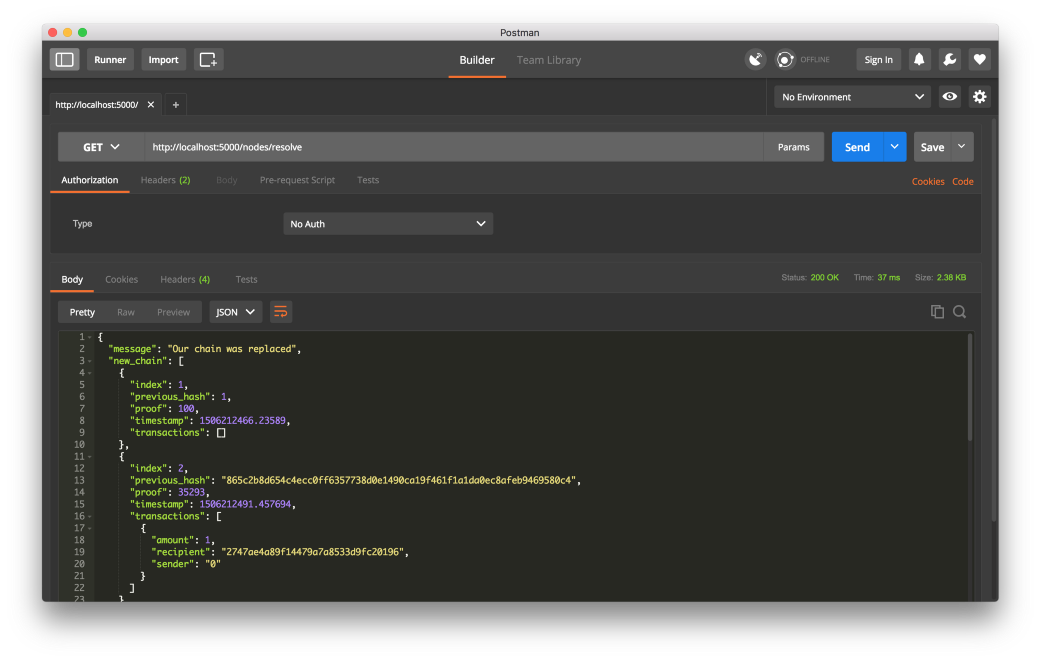 Postman
Runner Import Builder Team Library OFFLINE Sign In
http://localhost:5000/ × + No Environment
GET http://localhost:5000/nodes/resolve Params Send Save
Authorization Headers (2) Body Pre-request Script Tests Cookies Code
Type No Auth
Body Cookies Headers (4) Tests Status: 200 OK Time: 37 ms Size: 2.38 KB
Pretty Raw Preview JSON
1 {
2 "message": "Our chain was replaced",
3 "new_chain": [
4 {
5 "index": 1,
6 "previous_hash": 1,
7 "proof": 100,
8 "timestamp": 1506212466.23589,
9 "transactions": []
10 },
11 {
12 "index": 2,
13 "previous_hash": "865c2b8d654c4ecc0ff6357738d0e1490ca19f461f1a1da0ec8afeb9469580c4",
14 "proof": 35293,
15 "timestamp": 1506212491.457694,
16 "transactions": [
17 {
18 "amount": 1,
19 "recipient": "2747ae4a89f14479a7a8533d9fc20196",
20 "sender": "0"
21 }
22 ]
23 }